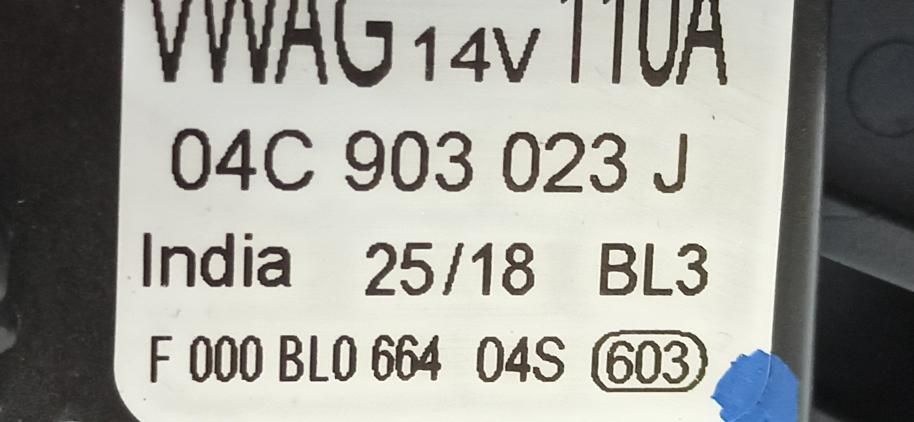 VWAG 14V 110A
04C 903 023 J
India 25/18 BL3
F 000 BL0 664 04S 603